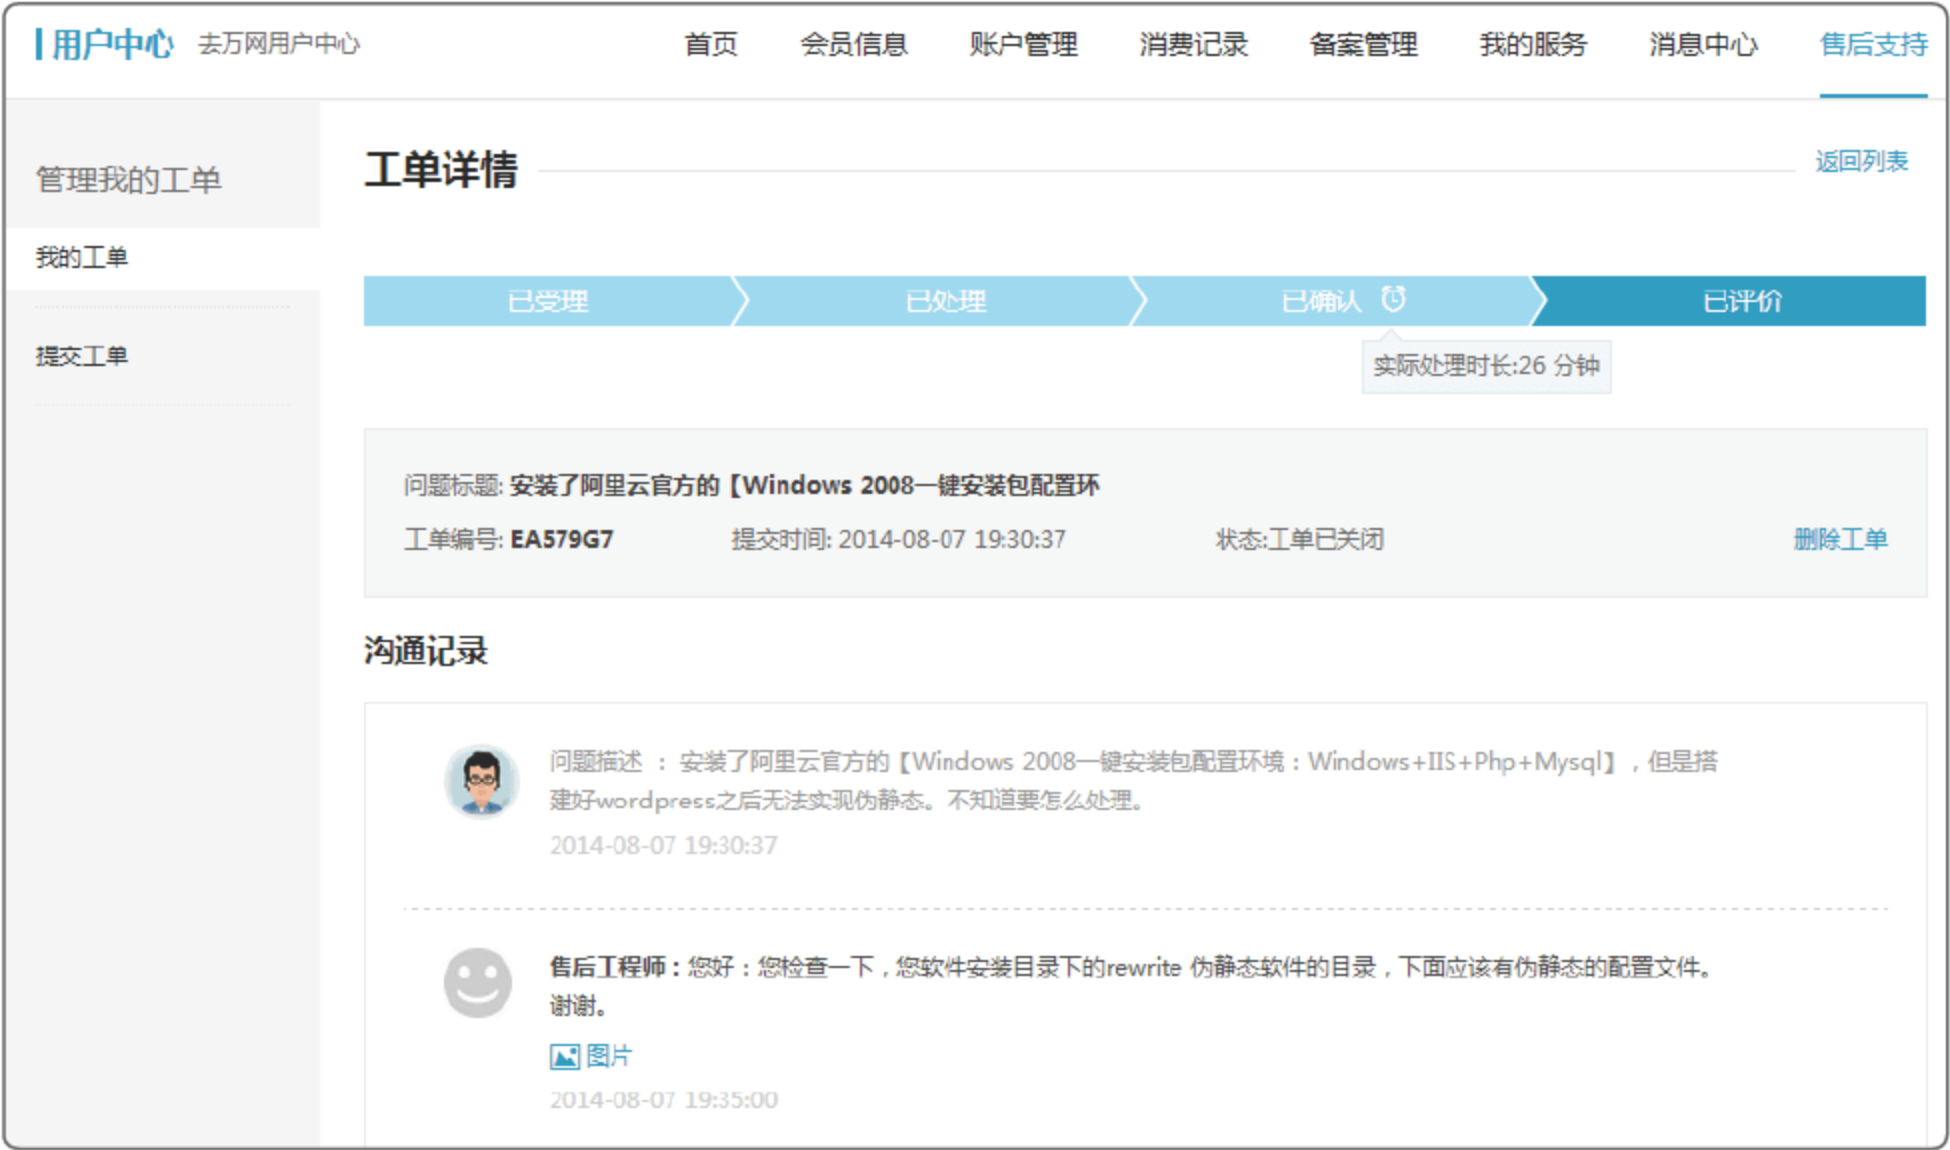 用户中心 去万网用户中心 首页 会员信息 账户管理 消费记录 备案管理 我的服务 消息中心 售后支持
管理我的工单
我的工单
提交工单
工单详情 返回列表
已受理 已处理 已确认 已评价
实际处理时长:26 分钟
问题标题: 安装了阿里云官方的【Windows 2008一键安装包配置环
工单编号: EA579G7 提交时间: 2014-08-07 19:30:37 状态:工单已关闭 删除工单
沟通记录
问题描述 : 安装了阿里云官方的【Windows 2008一键安装包配置环境：Windows+IIS+Php+Mysql】，但是搭
建好wordpress之后无法实现伪静态。不知道要怎么处理。
2014-08-07 19:30:37
售后工程师：您好：您检查一下，您软件安装目录下的rewrite 伪静态软件的目录，下面应该有伪静态的配置文件。
谢谢。
图片
2014-08-07 19:35:00